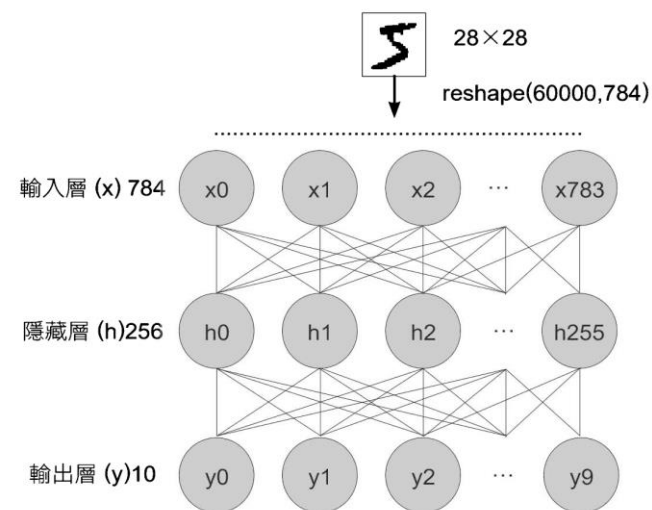 5
28×28
reshape(60000,784)
輸入層 (x) 784 x0 x1 x2 … x783
隱藏層 (h)256 h0 h1 h2 … h255
輸出層 (y)10 y0 y1 y2 … y9